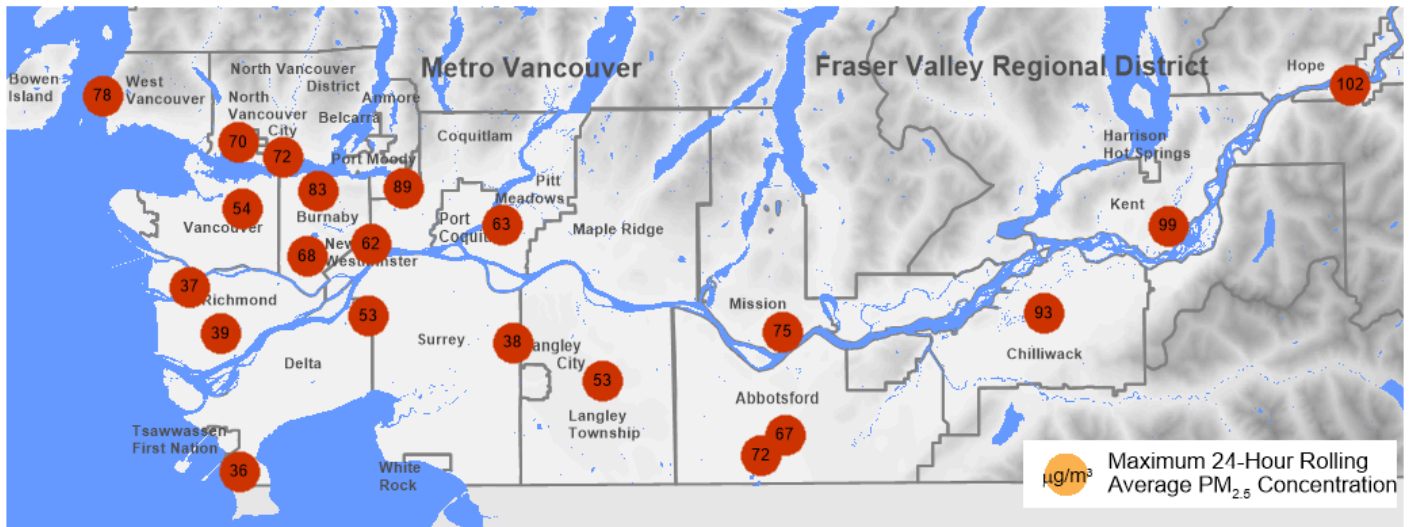 Metro Vancouver
Fraser Valley Regional District
Bowen
Island
78
West
Vancouver
North Vancouver
District
North
Vancouver
City
Anmore
Belcarra
Coquitlam
Hope
102
70
72
Port Moody
83
89
Harrison
Hot Springs
54
Vancouver
Burnaby
Pitt
Meadows
63
Port
Coquit
Maple Ridge
Kent
99
68
New
Westminster
62
37
Richmond
39
53
Delta
Surrey
38
angley
City
53
Langley
Township
Mission
75
93
Chilliwack
Abbotsford
67
72
Tsawwassen
First Nation
36
White
Rock
µg/m³
Maximum 24-Hour Rolling
Average PM2.5 Concentration